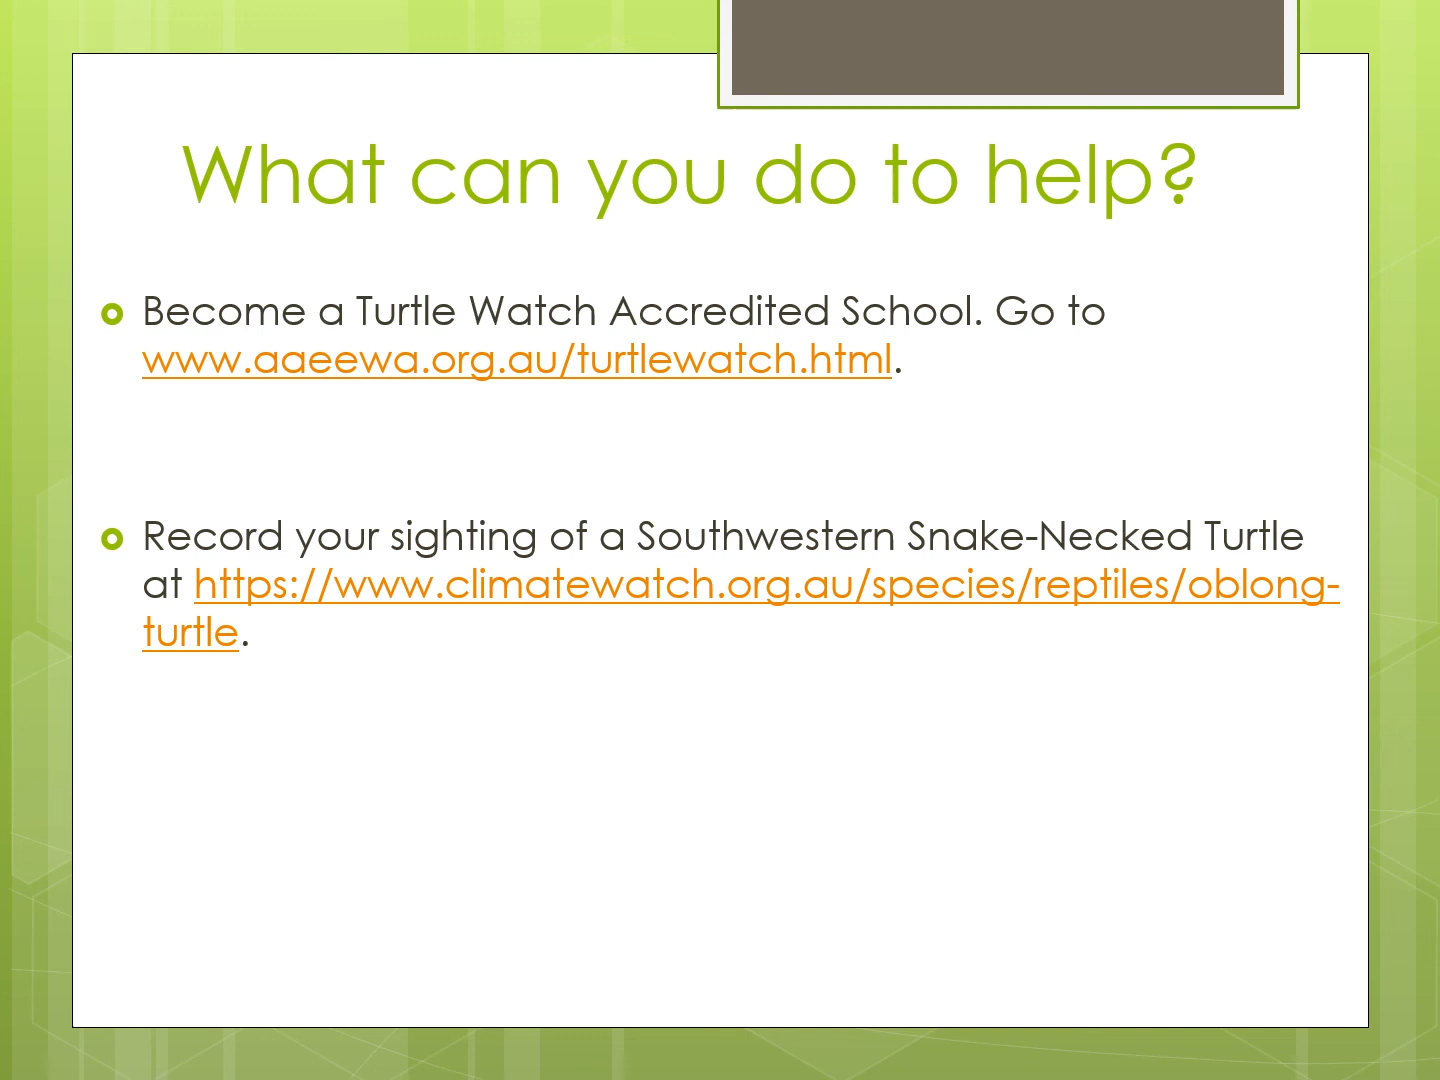 What can you do to help?
Become a Turtle Watch Accredited School. Go to
www.aaeewa.org.au/turtlewatch.html.
Record your sighting of a Southwestern Snake-Necked Turtle
at https://www.climatewatch.org.au/species/reptiles/oblong-
turtle.